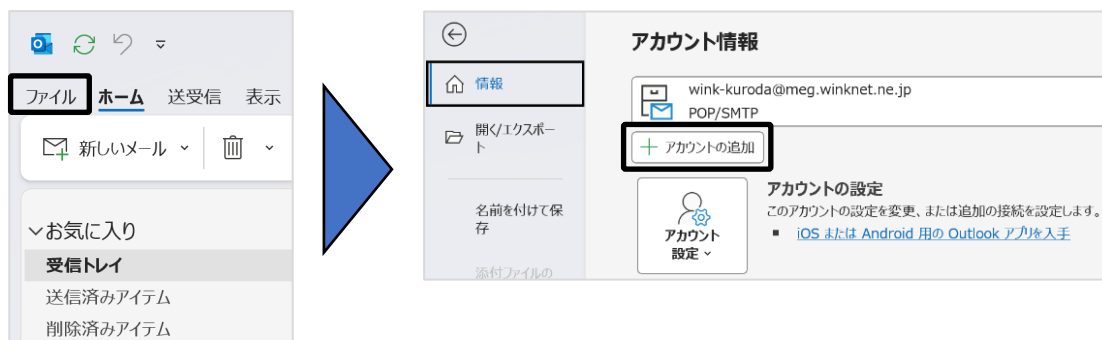 ファイル ホーム 送受信 表示
新しいメール
お気に入り
受信トレイ
送信済みアイテム
削除済みアイテム
アカウント情報
情報
開く/エクスポー
ト
名前を付けて保
存
添付ファイルの
wink-kuroda@meg.winknet.ne.jp
POP/SMTP
アカウントの追加
アカウント
設定
アカウントの設定
このアカウントの設定を変更、または追加の接続を設定します。
■ iOS または Android 用の Outlook アプリを入手